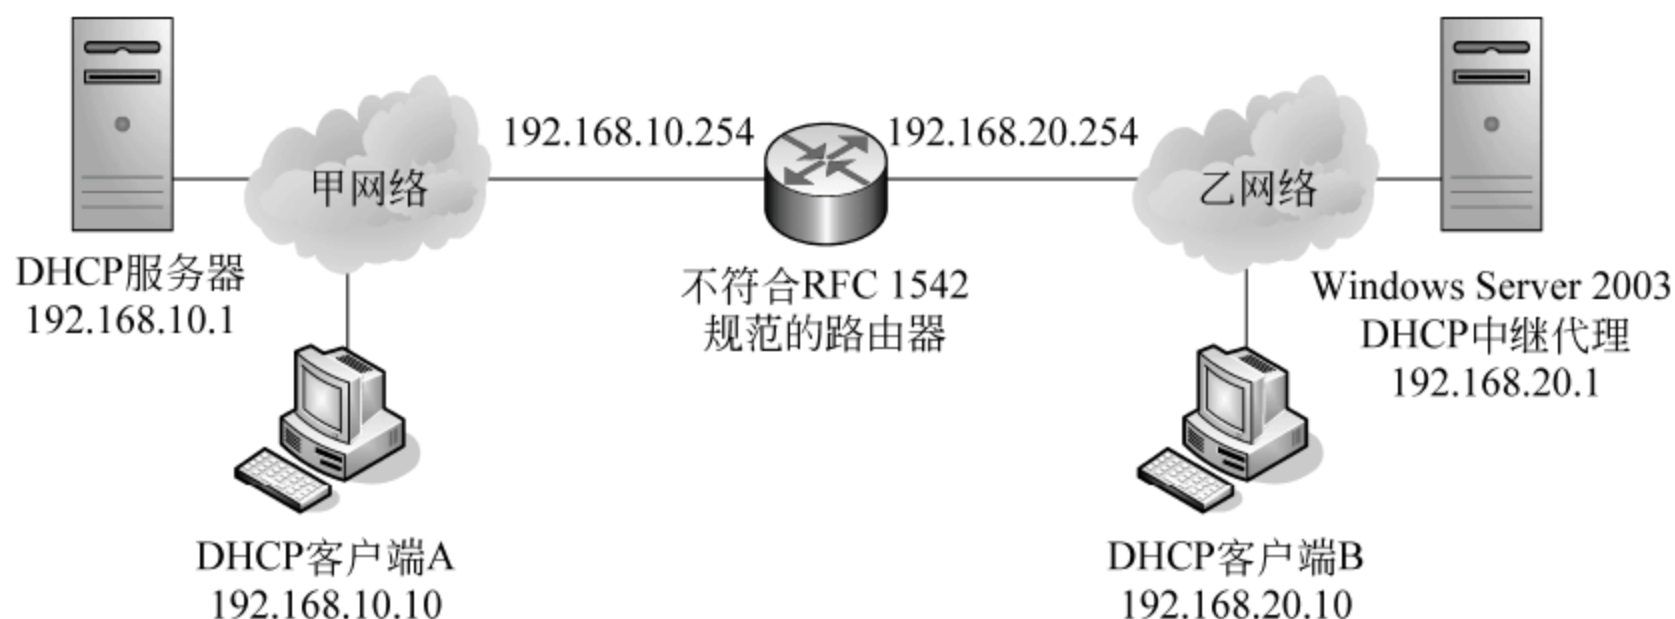 192.168.10.254
192.168.20.254
甲网络
乙网络
DHCP服务器
192.168.10.1
不符合RFC 1542
规范的路由器
Windows Server 2003
DHCP中继代理
192.168.20.1
DHCP客户端A
192.168.10.10
DHCP客户端B
192.168.20.10